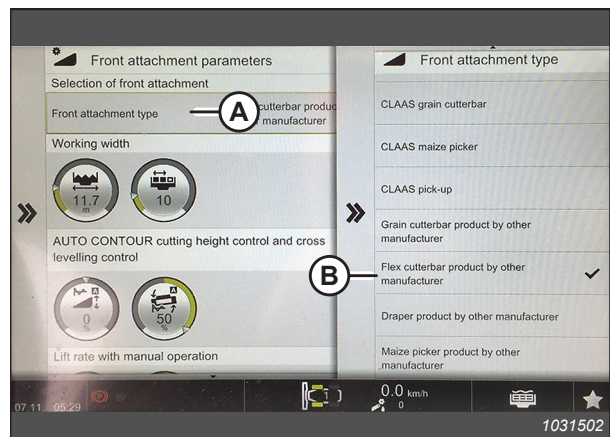 Front attachment parameters
Selection of front attachment
Front attachment type
A
cutterbar produc
manufacturer
Working width
11.7
m
10
AUTO CONTOUR cutting height control and cross
levelling control
A
0
%
A
50
%
Lift rate with manual operation
Front attachment type
CLAAS grain cutterbar
CLAAS maize picker
CLAAS pick-up
Grain cutterbar product by other
manufacturer
B
Flex cutterbar product by other
manufacturer
Draper product by other manufacturer
Maize picker product by other
manufacturer
07.11. 05:29
1
0.0 km/h
0
1031502